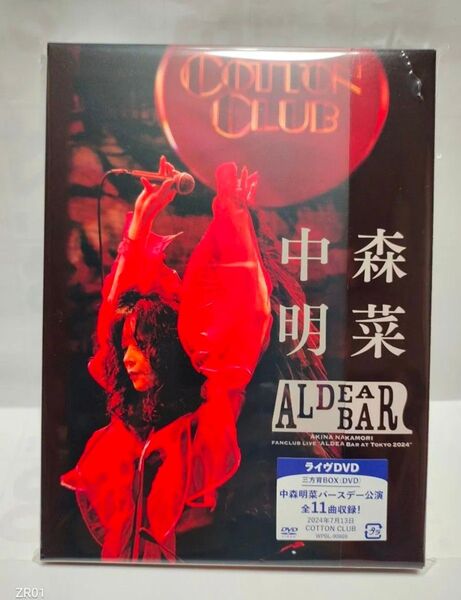 COTTON
CLUB
中森
明菜
ALDEA
BAR
AKINA NAKAMORI
FANCLUB LIVE "ALDEA BAR AT TOKYO 2024"
ライヴDVD
三方背BOX(DVD)
中森明菜バースデー公演
全11曲収録!
2024年7月13日
COTTON CLUB
DVD
WPBL-90669
ZR01